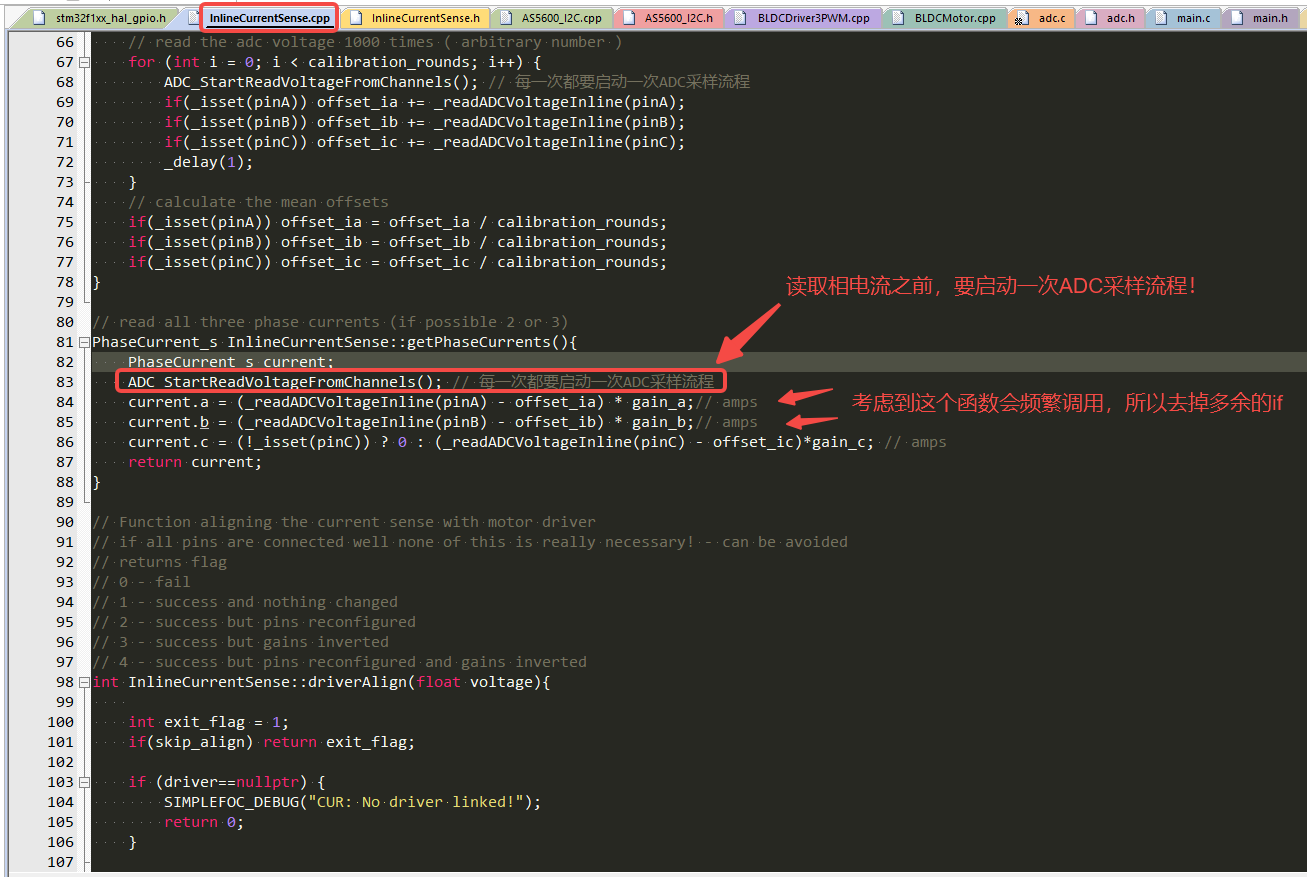 stm32f1xx_hal_gpio.h InlineCurrentSense.cpp InlineCurrentSense.h AS5600_I2C.cpp AS5600_I2C.h BLDCDriver3PWM.cpp BLDCMotor.cpp adc.c adc.h main.c main.h
66 // read the adc voltage 1000 times ( arbitrary number )
67 for (int i = 0; i < calibration_rounds; i++) {
68 ADC_StartReadVoltageFromChannels(); // 每一次都要启动一次ADC采样流程
69 if(_isset(pinA)) offset_ia += _readADCVoltageInline(pinA);
70 if(_isset(pinB)) offset_ib += _readADCVoltageInline(pinB);
71 if(_isset(pinC)) offset_ic += _readADCVoltageInline(pinC);
72 _delay(1);
73 }
74 // calculate the mean offsets
75 if(_isset(pinA)) offset_ia = offset_ia / calibration_rounds;
76 if(_isset(pinB)) offset_ib = offset_ib / calibration_rounds;
77 if(_isset(pinC)) offset_ic = offset_ic / calibration_rounds;
78 }
读取相电流之前，要启动一次ADC采样流程！
79
80 // read all three phase currents (if possible 2 or 3)
81 PhaseCurrent_s InlineCurrentSense::getPhaseCurrents(){
82 PhaseCurrent_s current;
83 ADC_StartReadVoltageFromChannels(); // 每一次都要启动一次ADC采样流程
84 current.a = (_readADCVoltageInline(pinA) - offset_ia) * gain_a;// amps
考虑到这个函数会频繁调用，所以去掉多余的if
85 current.b = (_readADCVoltageInline(pinB) - offset_ib) * gain_b;// amps
86 current.c = (!_isset(pinC)) ? 0 : (_readADCVoltageInline(pinC) - offset_ic)*gain_c; // amps
87 return current;
88 }
89
90 // Function aligning the current sense with motor driver
91 // if all pins are connected well none of this is really necessary! - can be avoided
92 // returns flag
93 // 0 - fail
94 // 1 - success and nothing changed
95 // 2 - success but pins reconfigured
96 // 3 - success but gains inverted
97 // 4 - success but pins reconfigured and gains inverted
98 int InlineCurrentSense::driverAlign(float voltage){
99
100 int exit_flag = 1;
101 if(skip_align) return exit_flag;
102
103 if (driver==nullptr) {
104 SIMPLEFOC_DEBUG("CUR: No driver linked!");
105 return 0;
106 }
107